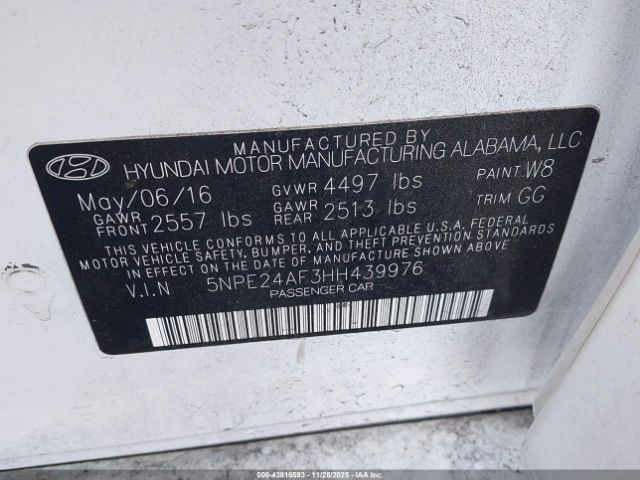 MANUFACTURED BY
HYUNDAI MOTOR MANUFACTURING ALABAMA, LLC
May/06/16 GVWR 4497 lbs PAINT W8
GAWR FRONT 2557 lbs GAWR REAR 2513 lbs TRIM GG
THIS VEHICLE CONFORMS TO ALL APPLICABLE U.S.A. FEDERAL
MOTOR VEHICLE SAFETY, BUMPER, AND THEFT PREVENTION STANDARDS
IN EFFECT ON THE DATE OF MANUFACTURE SHOWN ABOVE
V.I.N 5NPE24AF3HH439976
PASSENGER CAR
000-43816593 — 11/28/2025 — IAAI.COM